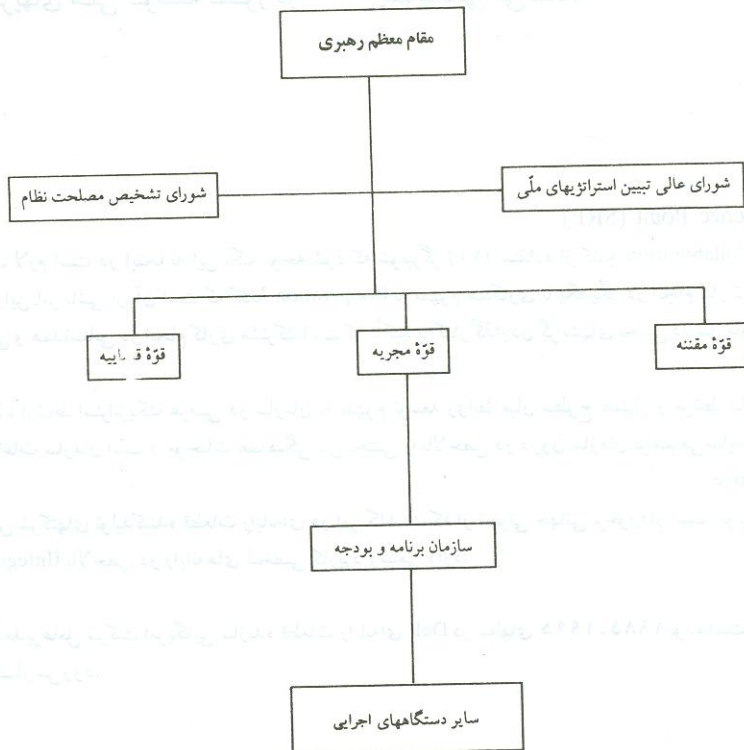 مقام معظم رهبری
شورای عالی تبیین استراتژیهای ملّی
شورای تشخیص مصلحت نظام
قوّهٔ مقننه
قوّهٔ مجریه
قوّهٔ
سازمان برنامه و بودجه
سایر دستگاههای اجرایی